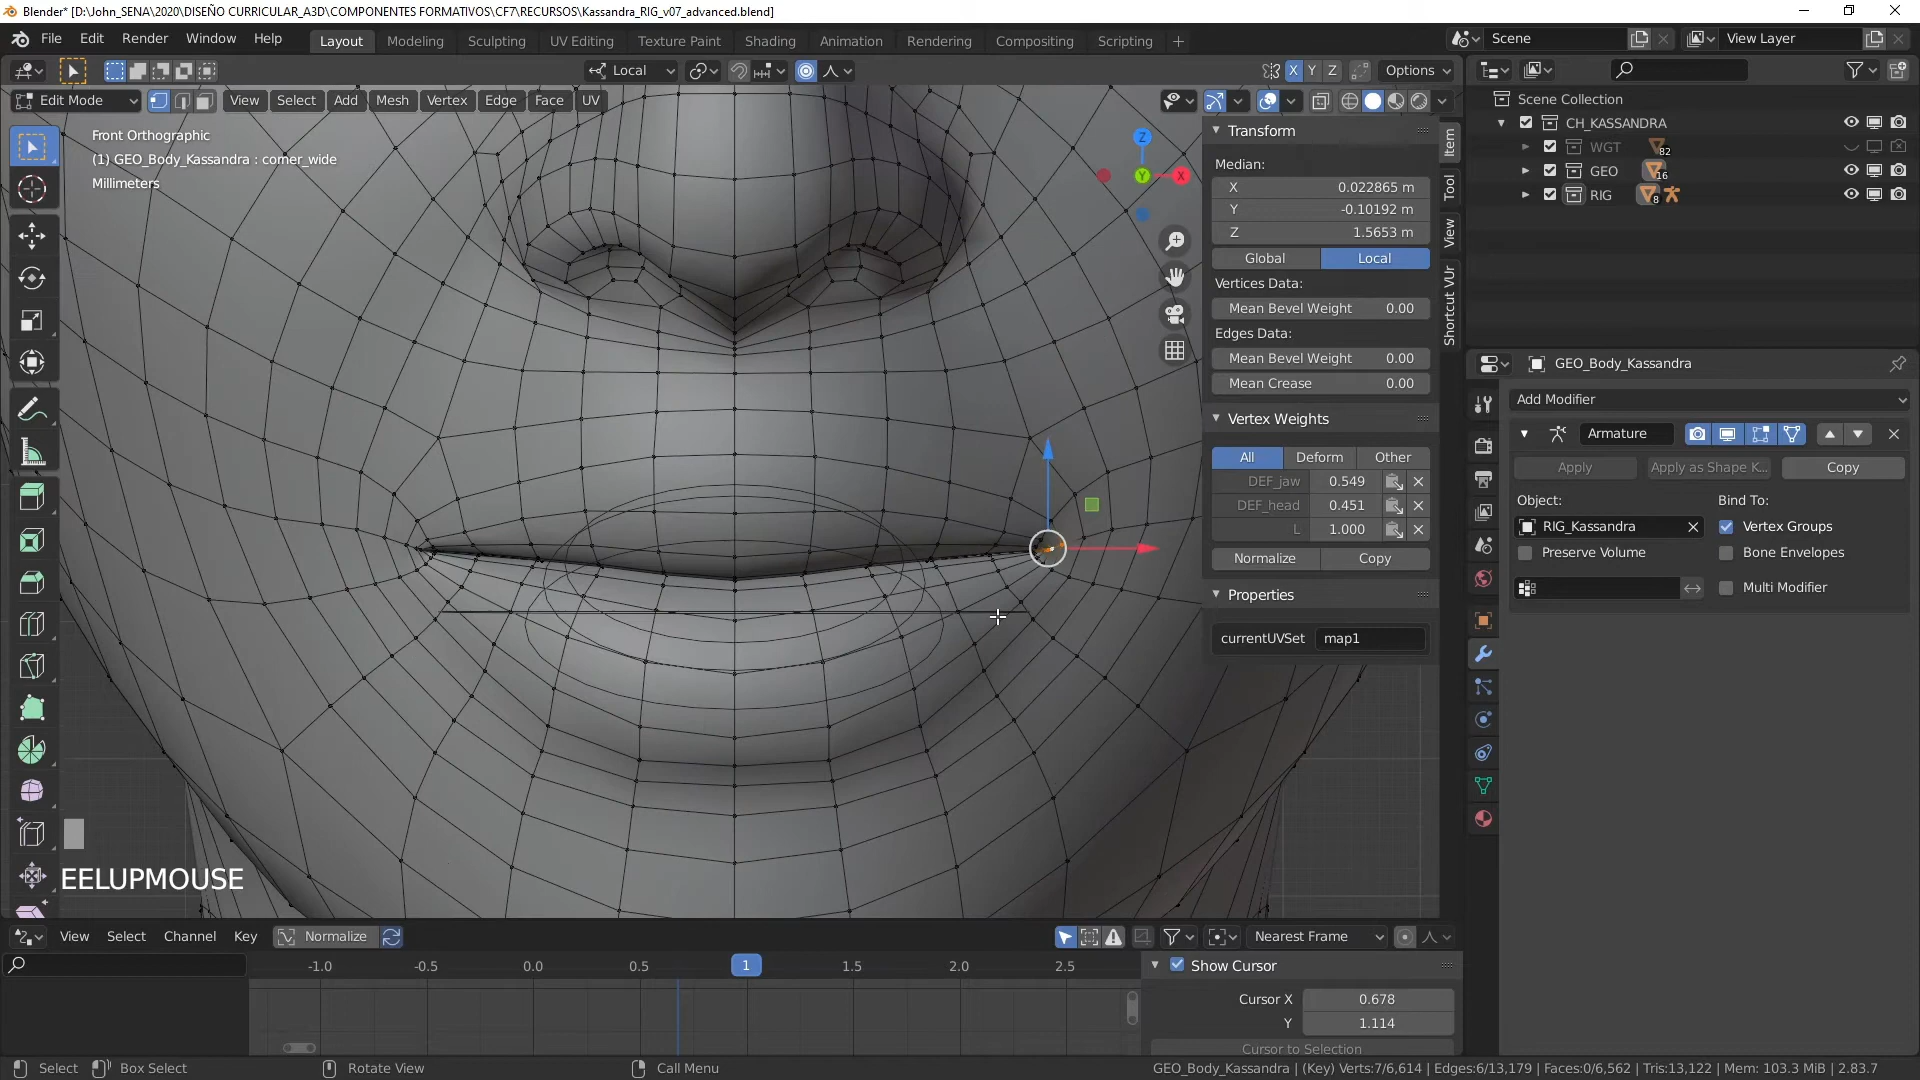 Blender* [D:\John_SENA\2020\DISEÑO CURRICULAR_A3D\COMPONENTES FORMATIVOS\CF7\RECURSOS\Kassandra_RIG_v07_advanced.blend]
File Edit Render Window Help Layout Modeling Sculpting UV Editing Texture Paint Shading Animation Rendering Compositing Scripting + Scene View Layer
Local X Y Z Options
Edit Mode View Select Add Mesh Vertex Edge Face UV
Front Orthographic
(1) GEO_Body_Kassandra : corner_wide
Millimeters
Z
Y
X
Transform
Median:
X 0.022865 m
Y -0.10192 m
Z 1.5653 m
Global Local
Vertices Data:
Mean Bevel Weight 0.00
Edges Data:
Mean Bevel Weight 0.00
Mean Crease 0.00
Vertex Weights
All Deform Other
DEF_jaw 0.549
DEF_head 0.451
L 1.000
Normalize Copy
Properties
currentUVSet map1
Item
Tool
View
Shortcut VUr
Scene Collection
CH_KASSANDRA
WGT 82
GEO 16
RIG 8
GEO_Body_Kassandra
Add Modifier
Armature
Apply Apply as Shape K... Copy
Object: Bind To:
RIG_Kassandra Vertex Groups
Preserve Volume Bone Envelopes
Multi Modifier
EELUPMOUSE
View Select Channel Key Normalize Nearest Frame
-1.0 -0.5 0.0 0.5 1 1.5 2.0 2.5
Show Cursor
Cursor X 0.678
Y 1.114
Cursor to Selection
Select Box Select Rotate View Call Menu GEO_Body_Kassandra | (Key) Verts:7/6,614 | Edges:6/13,179 | Faces:0/6,562 | Tris:13,122 | Mem: 103.3 MiB | 2.83.7